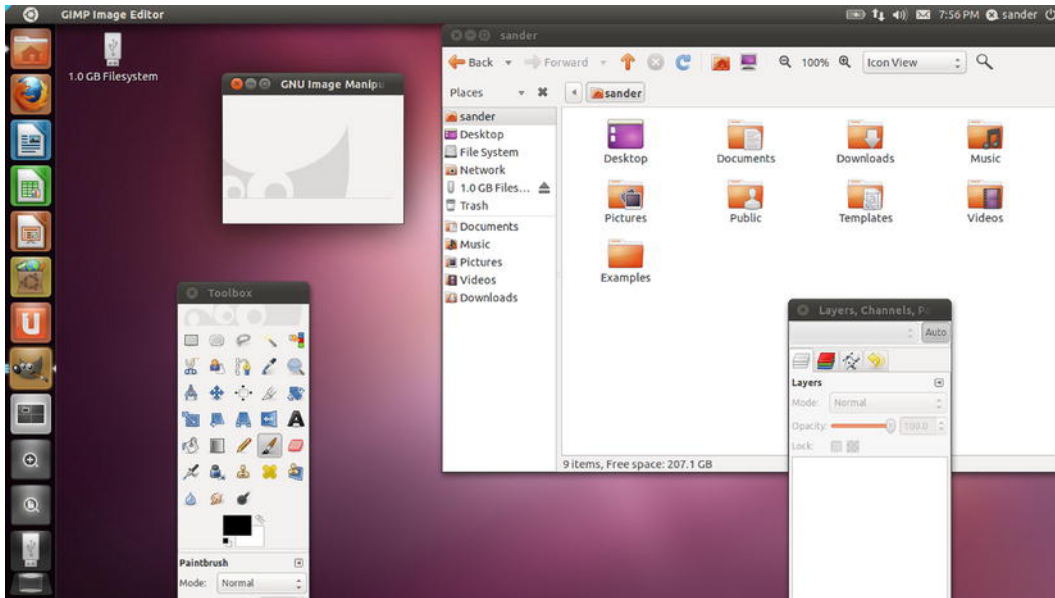 GIMP Image Editor
7:56 PM sander
1.0 GB Filesystem
GNU Image Manipu
sander
Back Forward 100% Icon View
Places sander
sander
Desktop
File System
Network
1.0 GB Files...
Trash
Documents
Music
Pictures
Videos
Downloads
Desktop Documents Downloads Music
Pictures Public Templates Videos
Examples
9 items, Free space: 207.1 GB
Toolbox
Paintbrush
Mode: Normal
Layers, Channels, Pa
Auto
Layers
Mode: Normal
Opacity: 100.0
Lock: